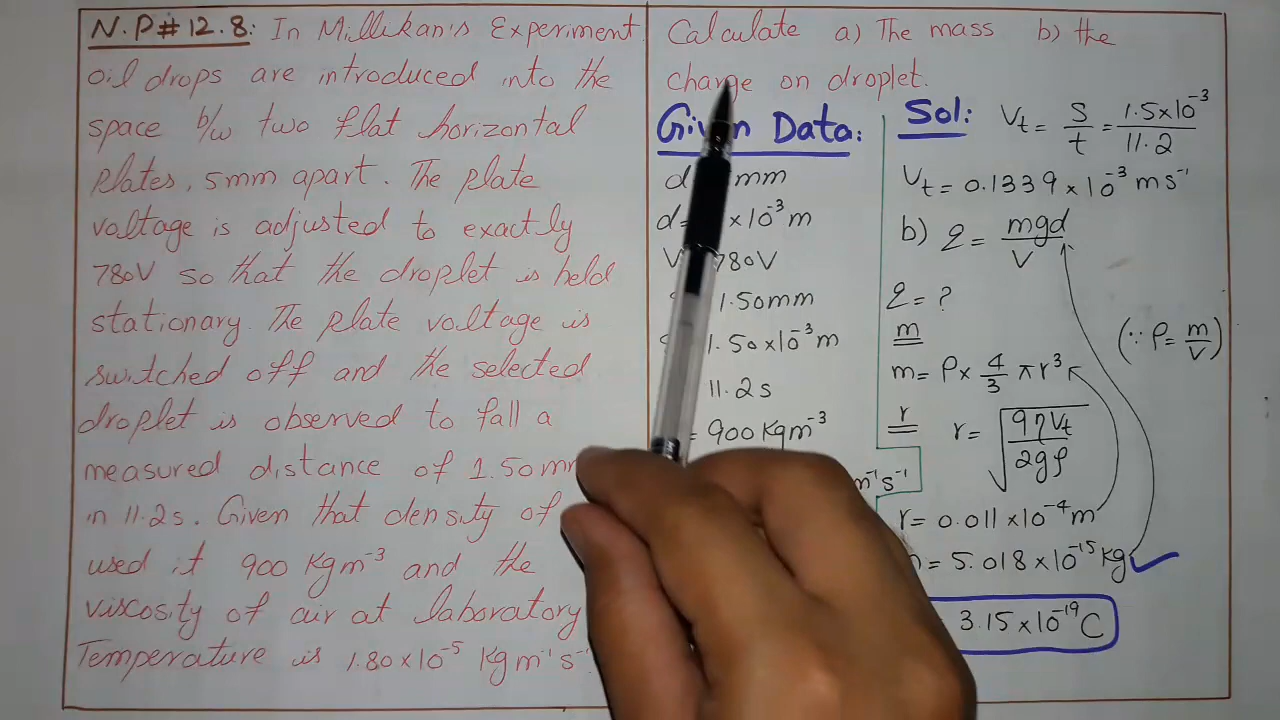 N.P# 12.8: In Millikan's Experiment
oil drops are introduced into the
space b/w two flat horizontal
Plates, 5mm apart. The plate
voltage is adjusted to exactly
780V so that the droplet is held
stationary. The plate voltage is
switched off and the selected
droplet is observed to fall a
measured distance of 1.50m
in 11.2s. Given that density of
used it 900 Kgm⁻³ and the
viscosity of air at laboratory
Temperature is 1.80×10⁻⁵ Kg m⁻¹s⁻
Calculate a) The mass b) the
charge on droplet.
Given Data:
d mm
d= ×10⁻³m
V 780V
1.50mm
1.50×10⁻³m
11.2s
= 900 Kgm⁻³
m⁻¹s⁻¹
Sol: Vt = S/t = 1.5×10⁻³/11.2
Vt = 0.1339×10⁻³ ms⁻¹
b) q = mgd/V
q = ?
m
m = ρ × 4/3 πr³
(∵ ρ = m/v)
r
r = √9ηVt/2gρ
r = 0.011×10⁻⁴m
= 5.018×10⁻¹⁵kg
= 3.15×10⁻¹⁹C